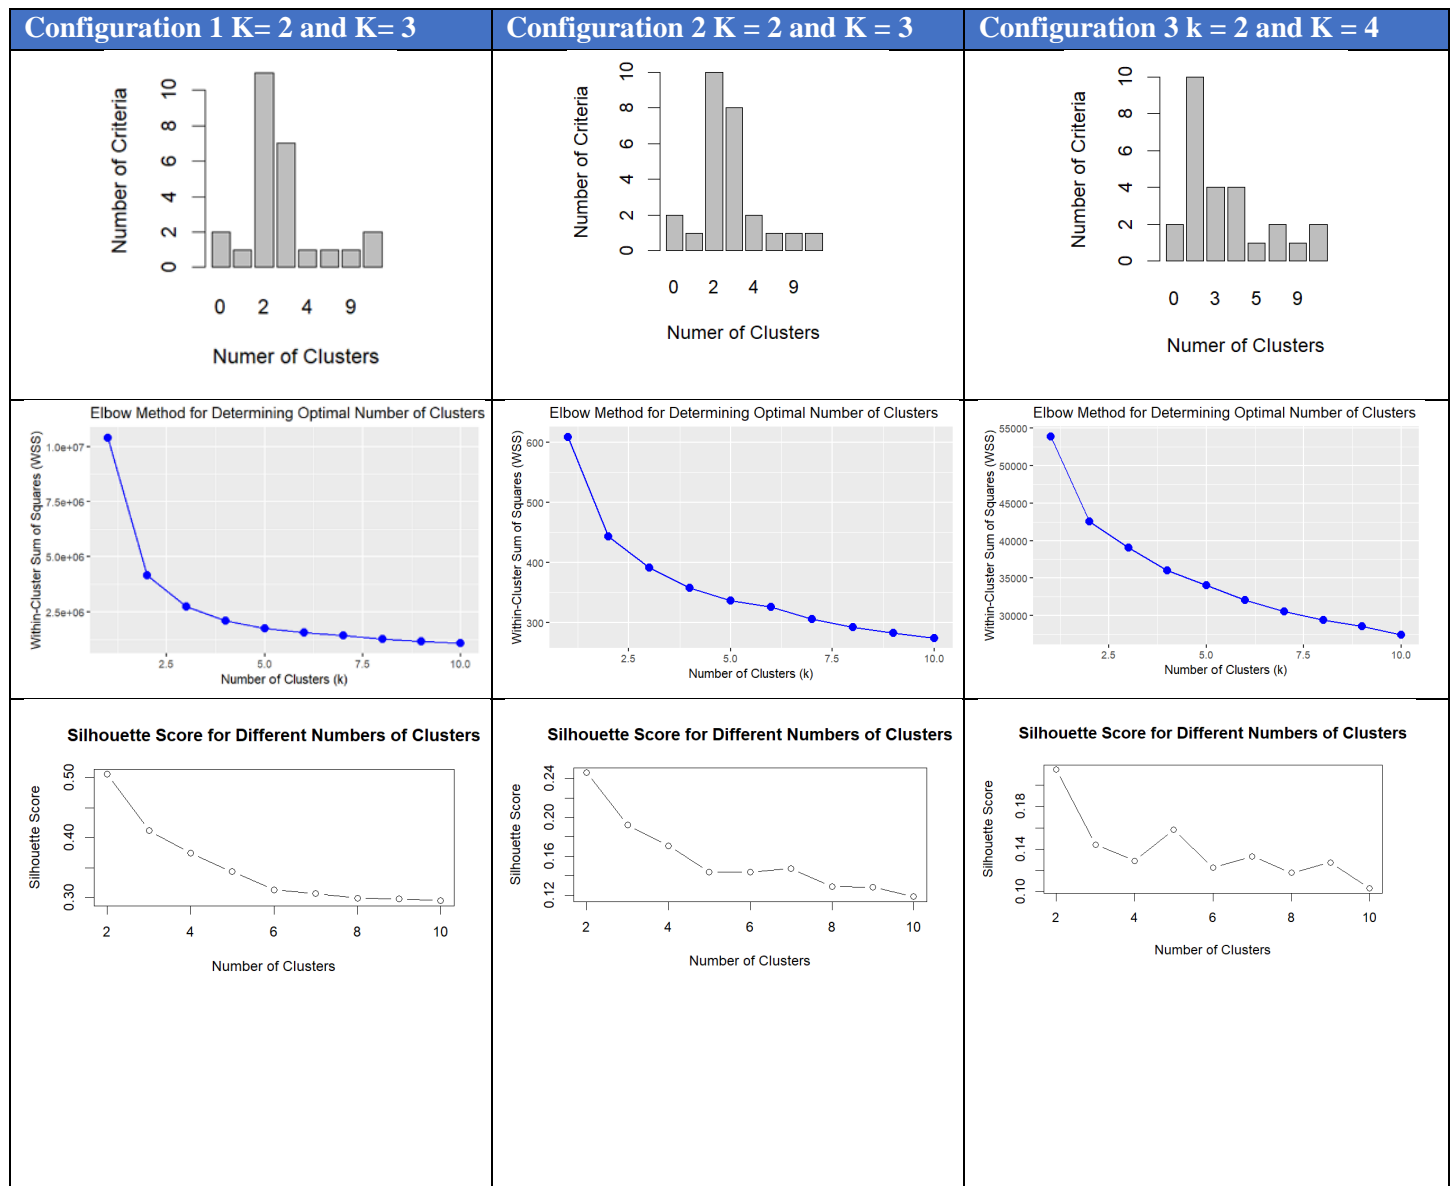 Configuration 1 K= 2 and K= 3
Configuration 2 K = 2 and K = 3
Configuration 3 k = 2 and K = 4
Number of Criteria
10
8
6
4
2
0
0 2 4 9
Numer of Clusters
Number of Criteria
10
8
6
4
2
0
0 2 4 9
Numer of Clusters
Number of Criteria
10
8
6
4
2
0
0 3 5 9
Numer of Clusters
Elbow Method for Determining Optimal Number of Clusters
Within-Cluster Sum of Squares (WSS)
1.0e+07
7.5e+06
5.0e+06
2.5e+06
2.5 5.0 7.5 10.0
Number of Clusters (k)
Elbow Method for Determining Optimal Number of Clusters
Within-Cluster Sum of Squares (WSS)
600
500
400
300
2.5 5.0 7.5 10.0
Number of Clusters (k)
Elbow Method for Determining Optimal Number of Clusters
Within-Cluster Sum of Squares (WSS)
55000
50000
45000
40000
35000
30000
2.5 5.0 7.5 10.0
Number of Clusters (k)
Silhouette Score for Different Numbers of Clusters
Silhouette Score
0.50
0.40
0.30
2 4 6 8 10
Number of Clusters
Silhouette Score for Different Numbers of Clusters
Silhouette Score
0.24
0.20
0.16
0.12
2 4 6 8 10
Number of Clusters
Silhouette Score for Different Numbers of Clusters
Silhouette Score
0.18
0.14
0.10
2 4 6 8 10
Number of Clusters